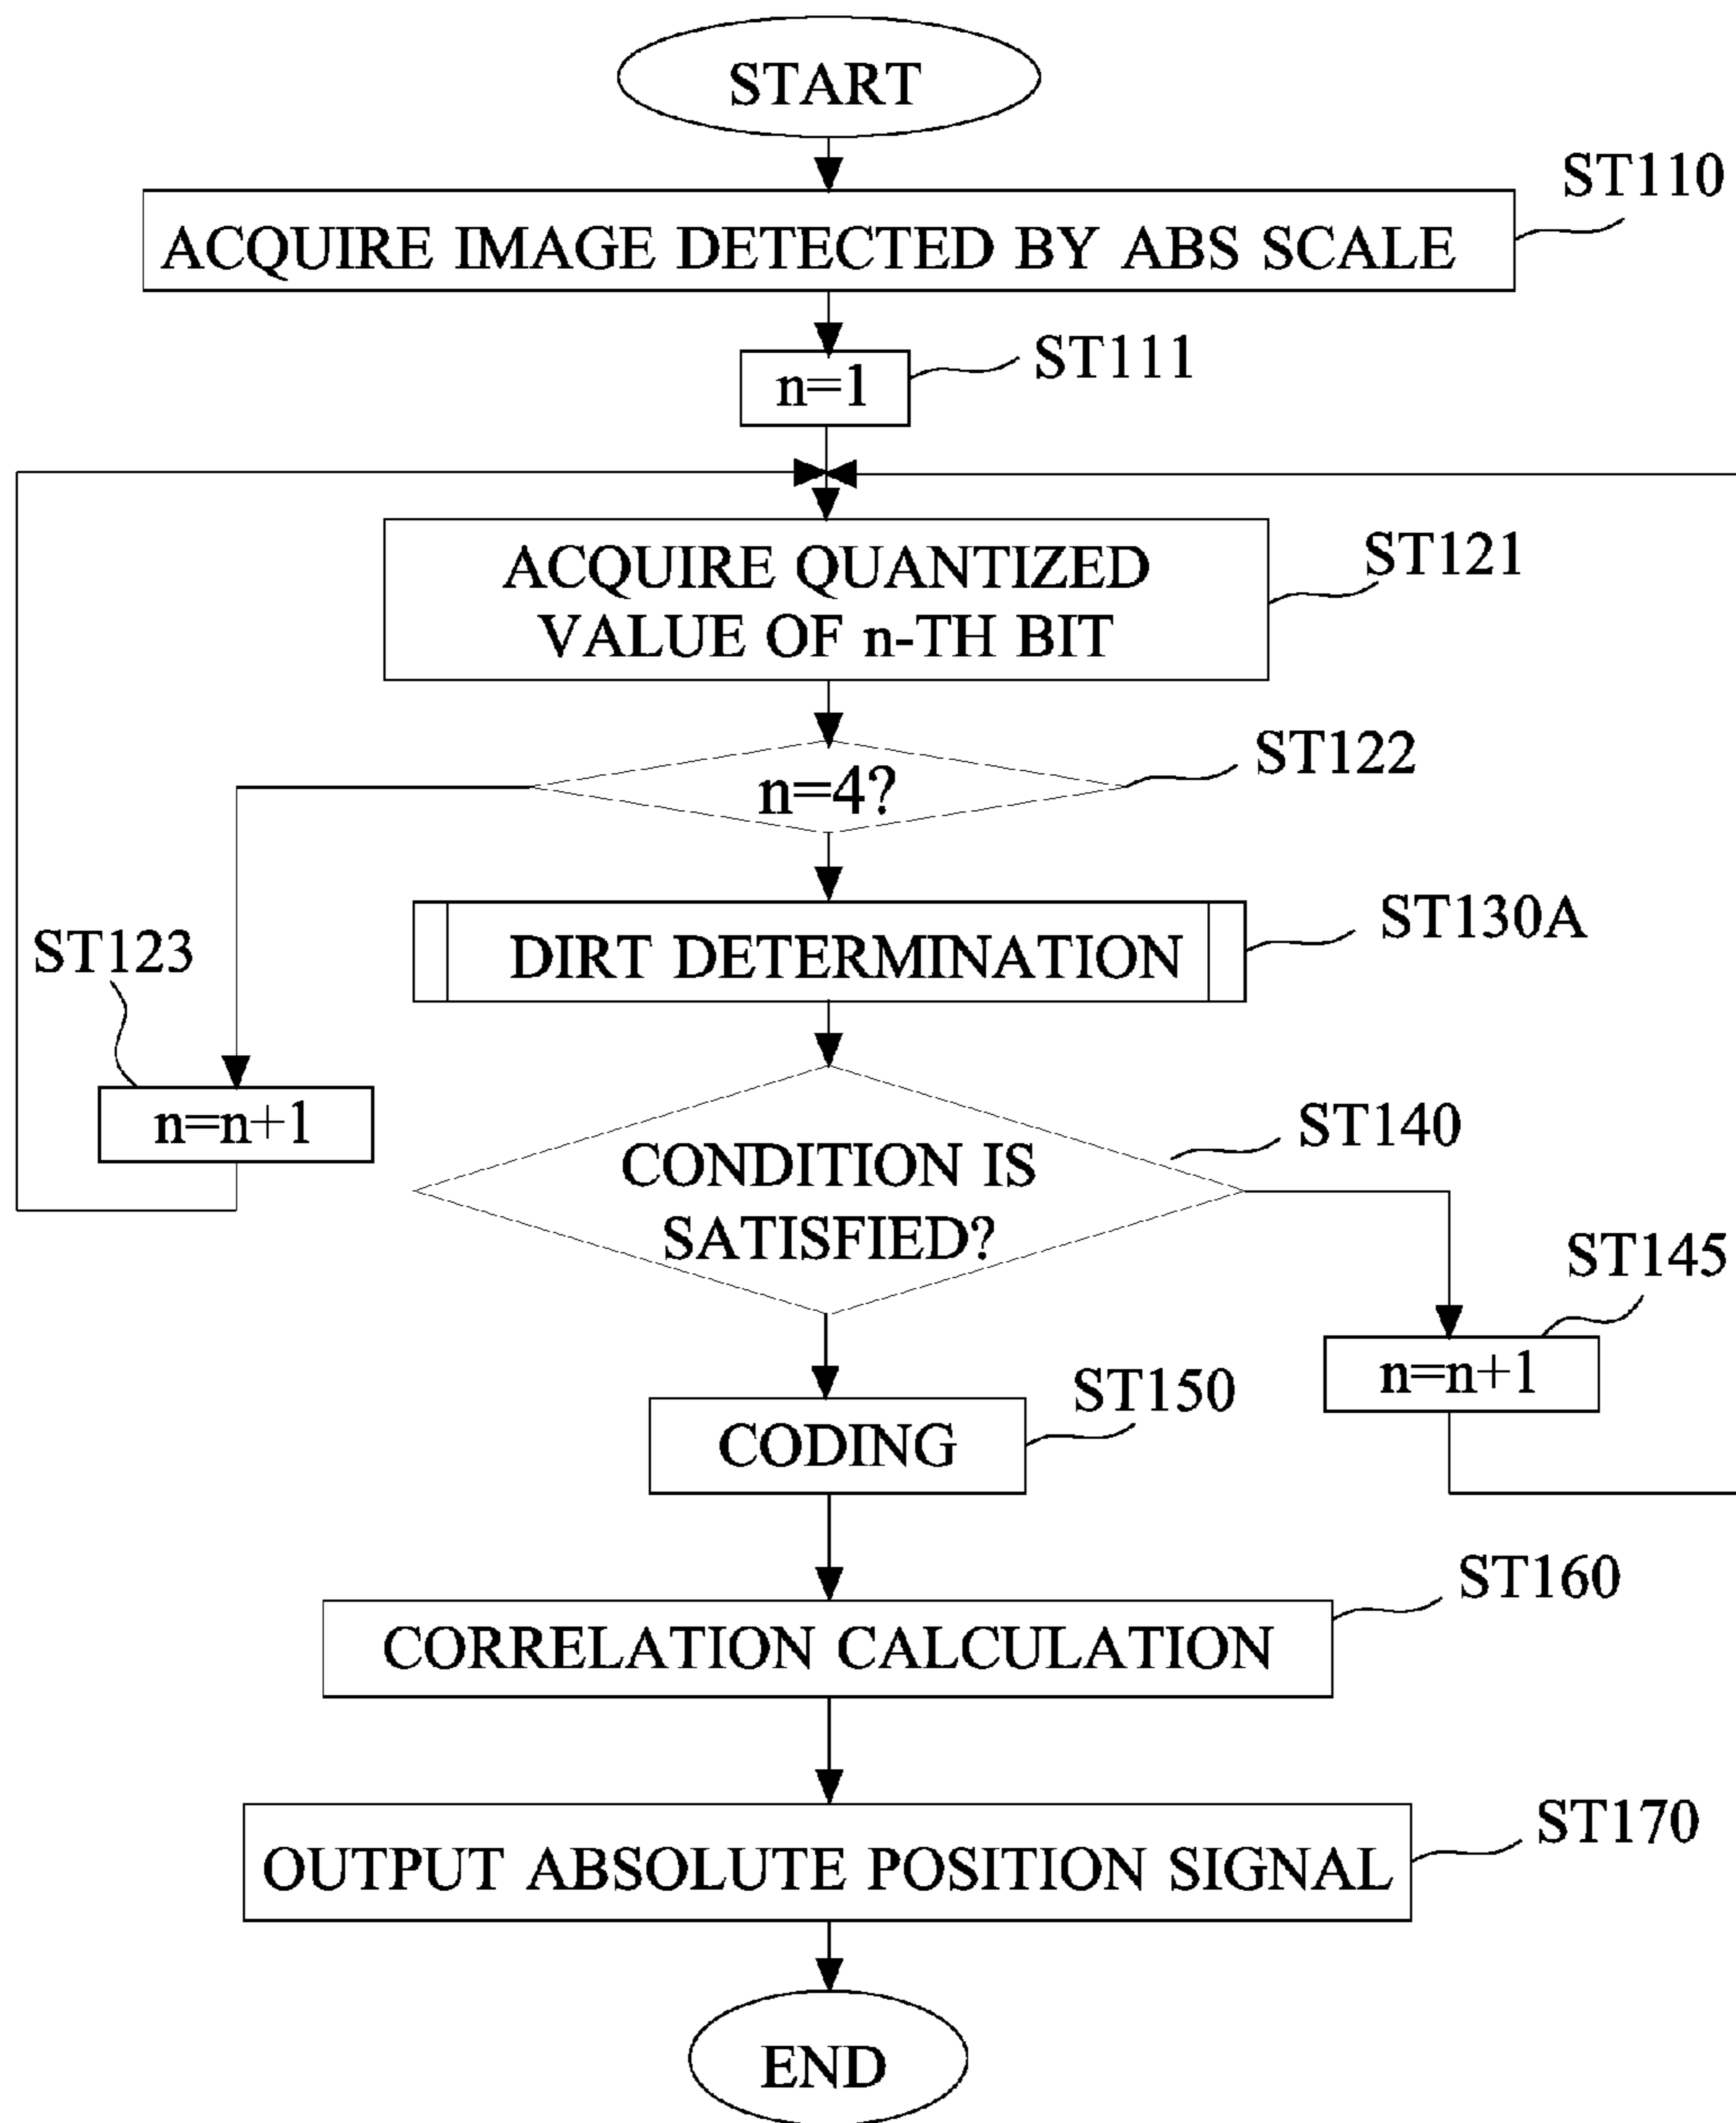 START
ST110
ACQUIRE IMAGE DETECTED BY ABS SCALE
ST111
n=1
ST121
ACQUIRE QUANTIZED
VALUE OF n-TH BIT
ST122
n=4?
ST130A
DIRT DETERMINATION
ST123
n=n+1
ST140
CONDITION IS
SATISFIED?
ST145
n=n+1
ST150
CODING
ST160
CORRELATION CALCULATION
ST170
OUTPUT ABSOLUTE POSITION SIGNAL
END